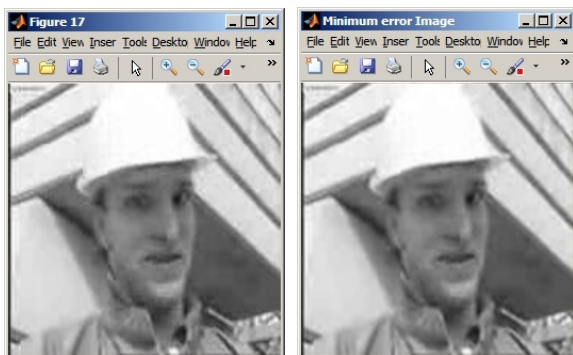 Figure 17
File Edit View Inser Tools Deskto Window Help
Minimum error Image
File Edit View Inser Tools Deskto Window Help